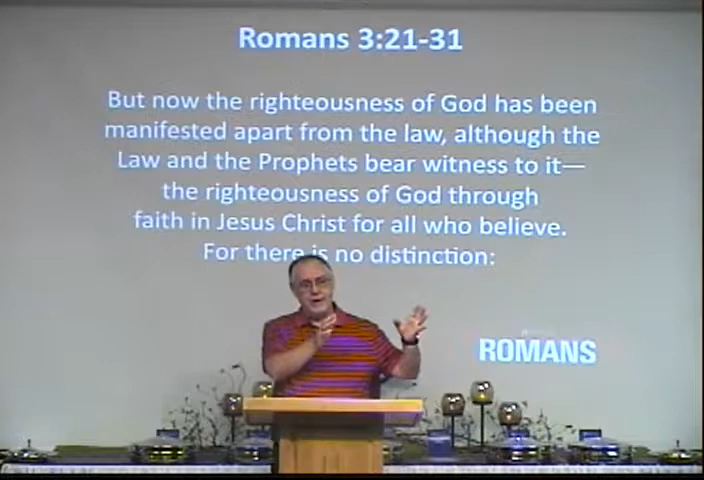 Romans 3:21-31
But now the righteousness of God has been
manifested apart from the law, although the
Law and the Prophets bear witness to it—
the righteousness of God through
faith in Jesus Christ for all who believe.
For there is no distinction:
ROMANS